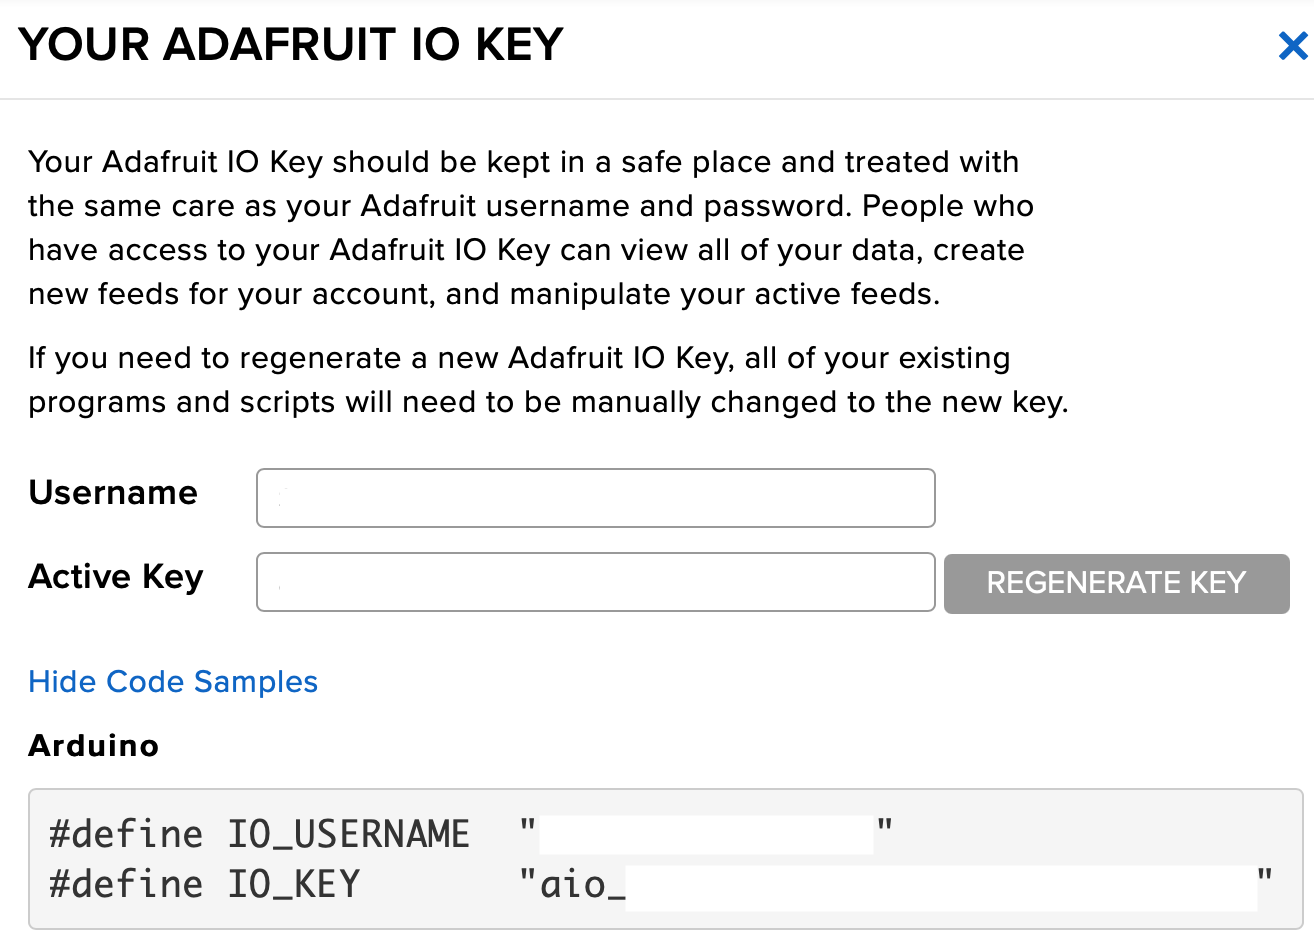 YOUR ADAFRUIT IO KEY
Your Adafruit IO Key should be kept in a safe place and treated with
the same care as your Adafruit username and password. People who
have access to your Adafruit IO Key can view all of your data, create
new feeds for your account, and manipulate your active feeds.
If you need to regenerate a new Adafruit IO Key, all of your existing
programs and scripts will need to be manually changed to the new key.
Username
Active Key
REGENERATE KEY
Hide Code Samples
Arduino
#define IO_USERNAME  " "
#define IO_KEY       "aio_ "